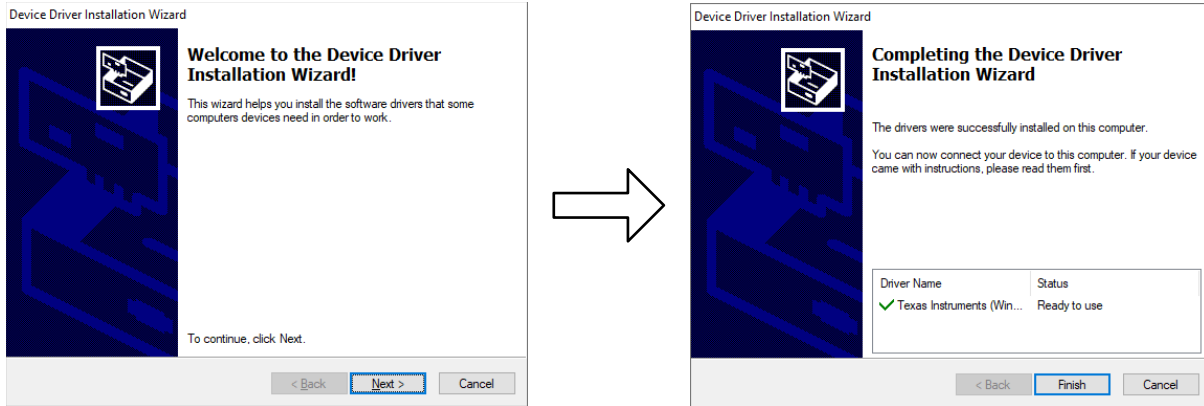 Device Driver Installation Wizard
Welcome to the Device Driver
Installation Wizard!
This wizard helps you install the software drivers that some
computers devices need in order to work.
To continue, click Next.
< Back
Next >
Cancel
Device Driver Installation Wizard
Completing the Device Driver
Installation Wizard
The drivers were successfully installed on this computer.
You can now connect your device to this computer. If your device
came with instructions, please read them first.
Driver Name Status
Texas Instruments (Win... Ready to use
< Back
Finish
Cancel